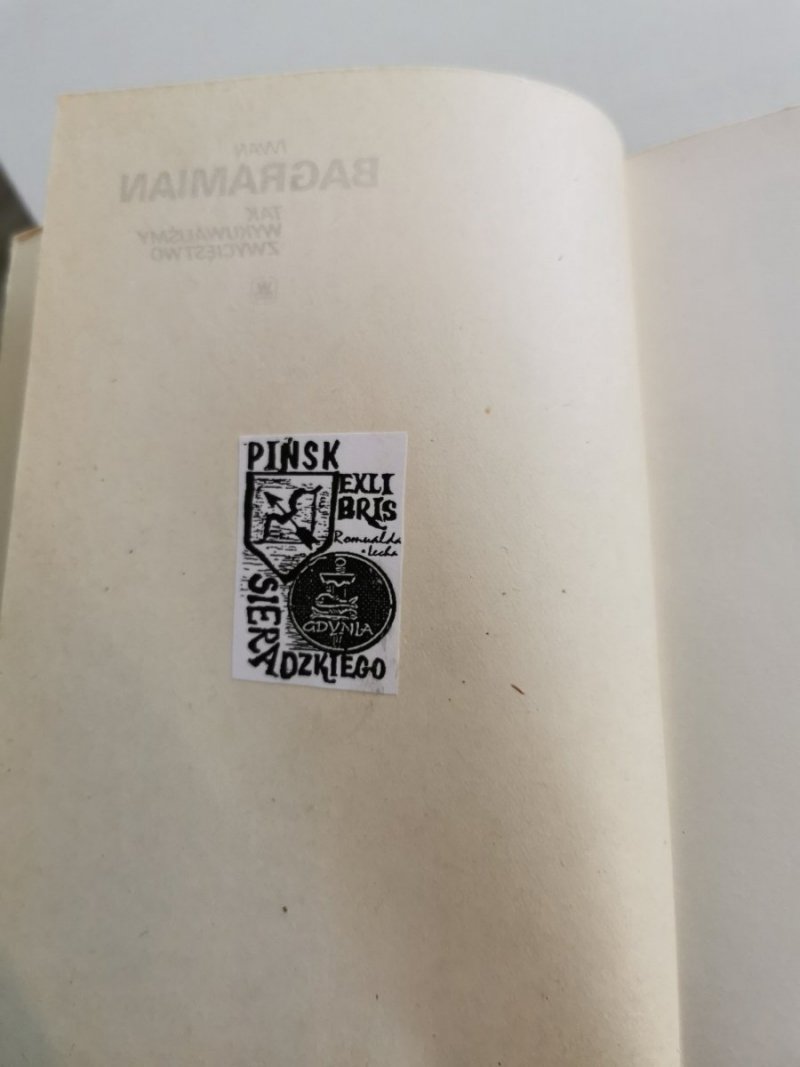 IWAN
BAGRAMIAN
TAK
WYKUWALIŚMY
ZWYCIĘSTWO
PIŃSK
EXLI
BRIS
Romualda
Lecha
GDYNIA
SIERADZKIEGO